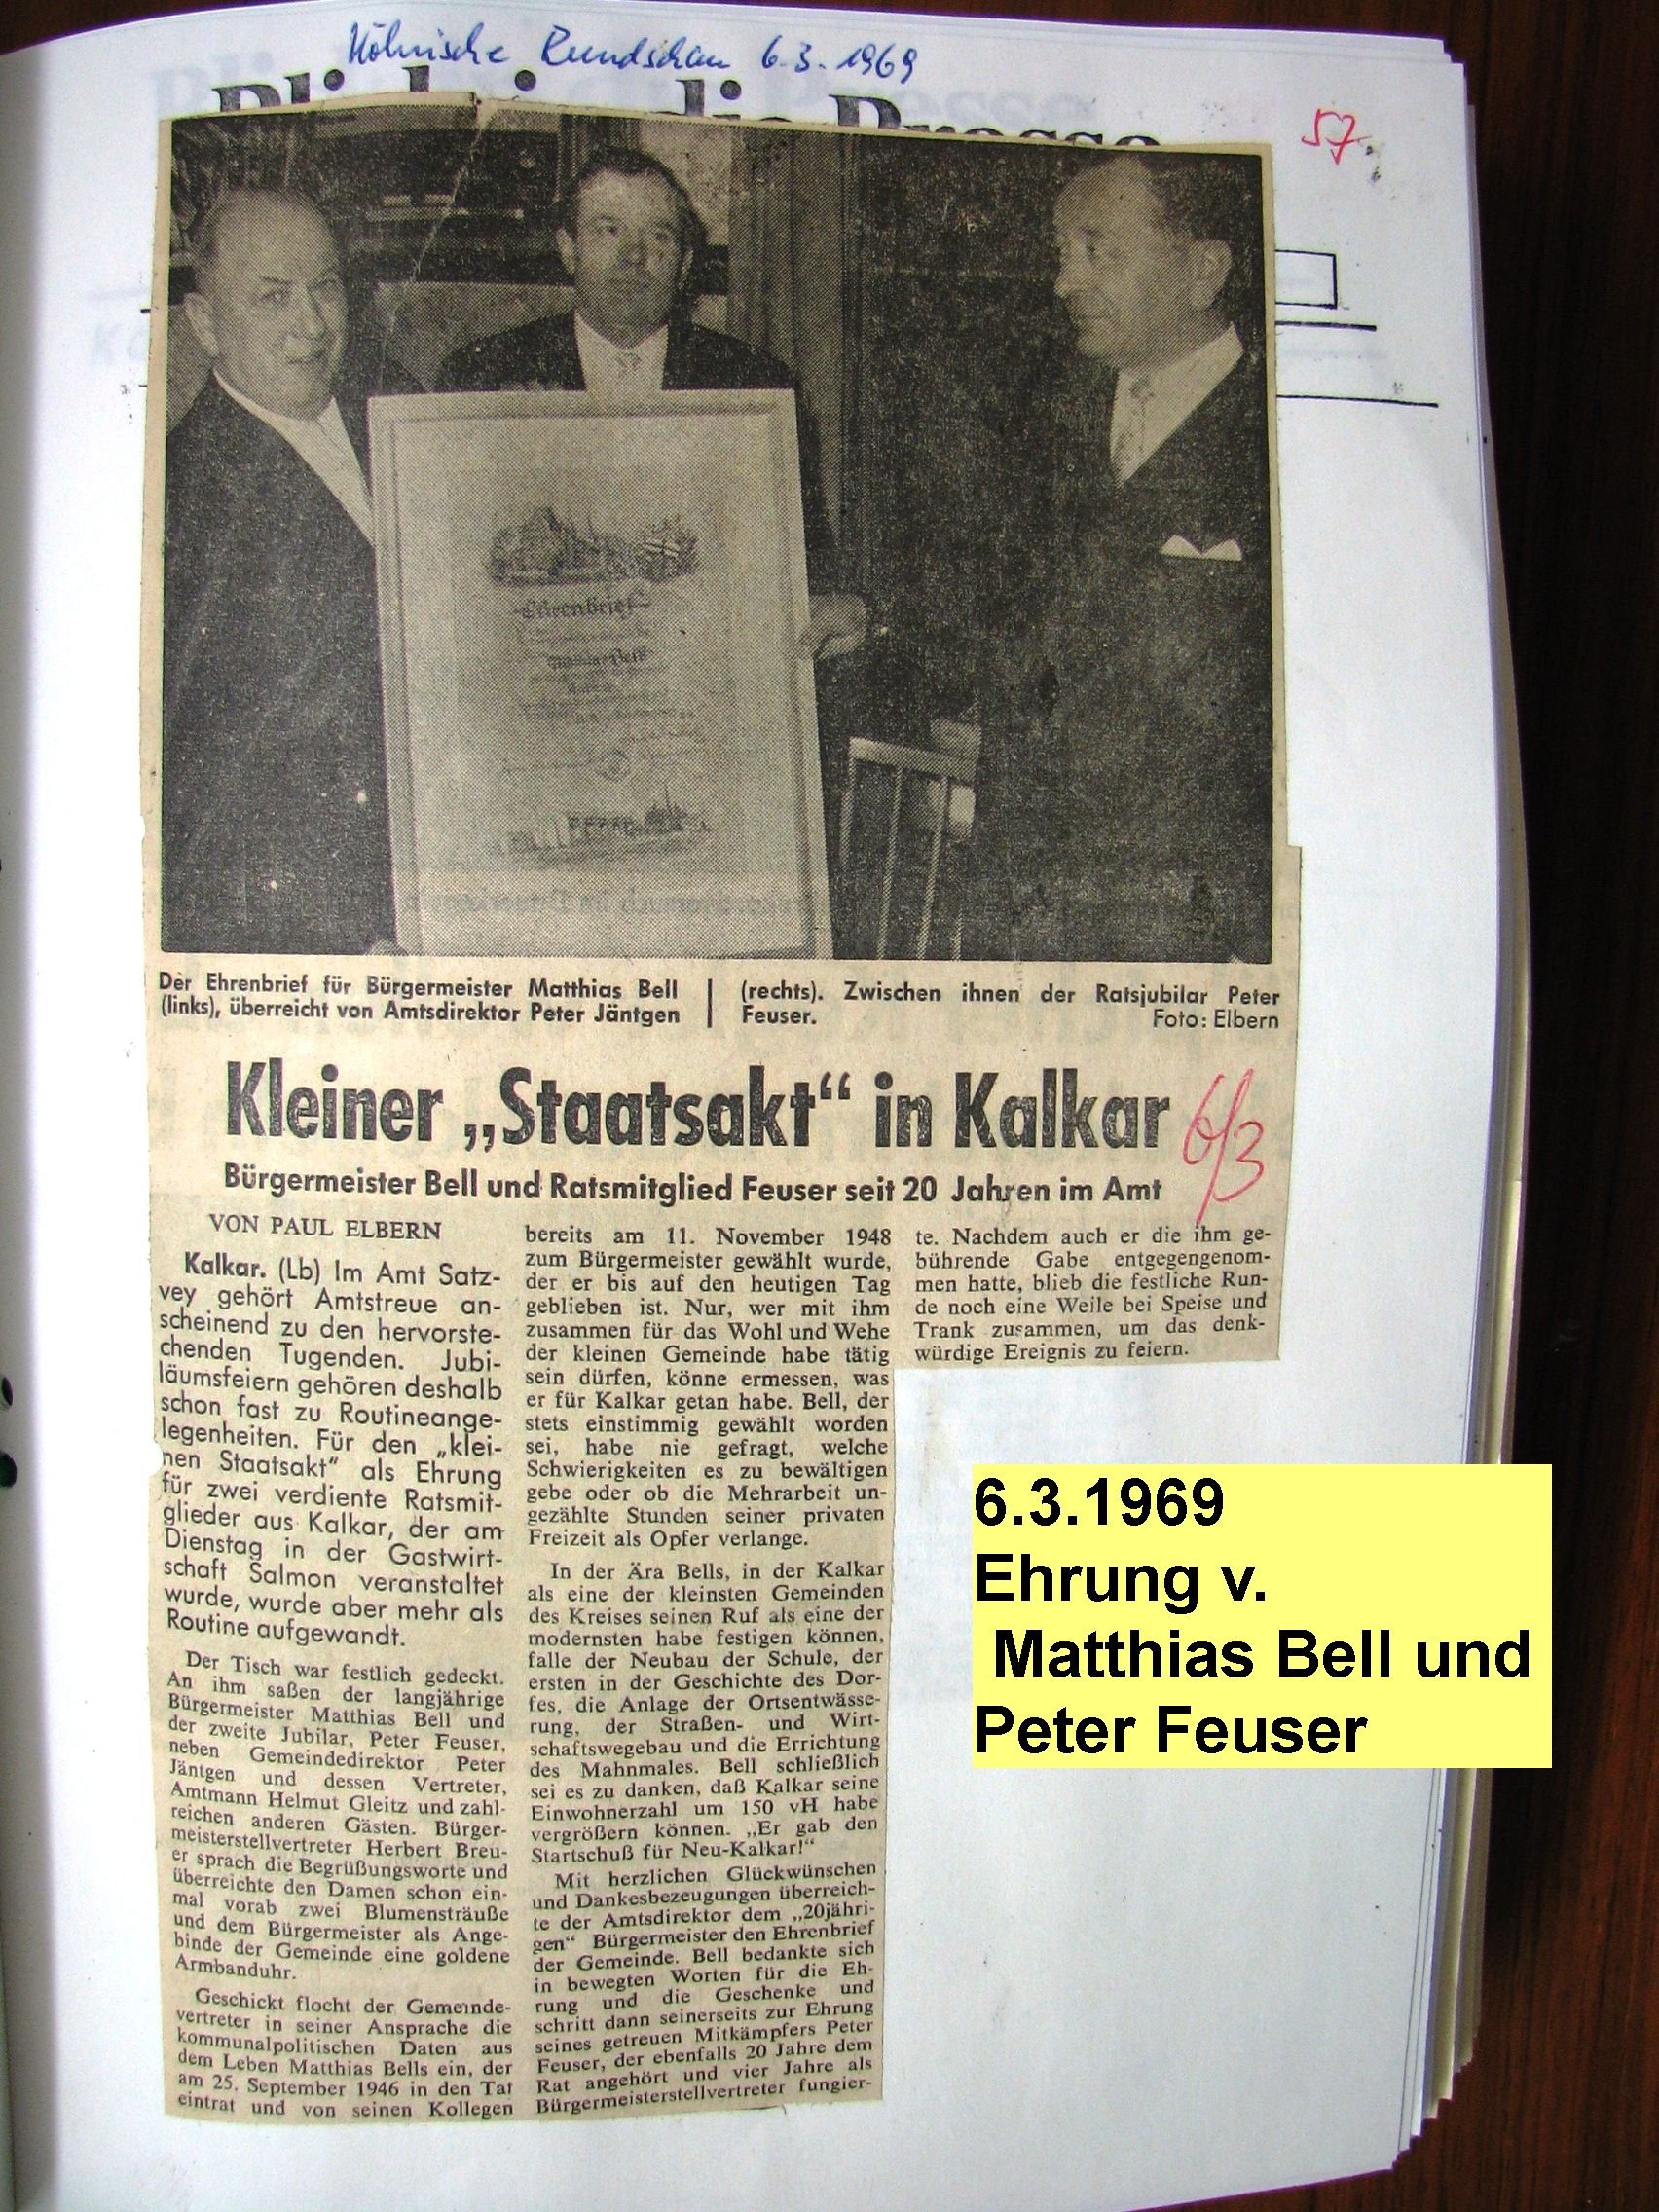 Kölnische Rundschau 6.3.1969
Blick in die Presse
57.
Ehrenbrief
Der Ehrenbrief für Bürgermeister Matthias Bell
(links), überreicht von Amtsdirektor Peter Jäntgen
(rechts). Zwischen ihnen der Ratsjubilar Peter
Feuser.
Foto: Elbern
Kleiner „Staatsakt“ in Kalkar
6/3
Bürgermeister Bell und Ratsmitglied Feuser seit 20 Jahren im Amt
VON PAUL ELBERN
Kalkar. (Lb) Im Amt Satz-
vey gehört Amtstreue an-
scheinend zu den hervorste-
chenden Tugenden. Jubi-
läumsfeiern gehören deshalb
schon fast zu Routineange-
legenheiten. Für den „klei-
nen Staatsakt“ als Ehrung
für zwei verdiente Ratsmit-
glieder aus Kalkar, der am
Dienstag in der Gastwirt-
schaft Salmon veranstaltet
wurde, wurde aber mehr als
Routine aufgewandt.
Der Tisch war festlich gedeckt.
An ihm saßen der langjährige
Bürgermeister Matthias Bell und
der zweite Jubilar, Peter Feuser,
neben Gemeindedirektor Peter
Jäntgen und dessen Vertreter,
Amtmann Helmut Gleitz und zahl-
reichen anderen Gästen. Bürger-
meisterstellvertreter Herbert Breu-
er sprach die Begrüßungsworte und
überreichte den Damen schon ein-
mal vorab zwei Blumensträuße
und dem Bürgermeister als Ange-
binde der Gemeinde eine goldene
Armbanduhr.
Geschickt flocht der Gemeinde-
vertreter in seiner Ansprache die
kommunalpolitischen Daten aus
dem Leben Matthias Bells ein, der
am 25. September 1946 in den Tat
eintrat und von seinen Kollegen
bereits am 11. November 1948
zum Bürgermeister gewählt wurde,
der er bis auf den heutigen Tag
geblieben ist. Nur, wer mit ihm
zusammen für das Wohl und Wehe
der kleinen Gemeinde habe tätig
sein dürfen, könne ermessen, was
er für Kalkar getan habe. Bell, der
stets einstimmig gewählt worden
sei, habe nie gefragt, welche
Schwierigkeiten es zu bewältigen
gebe oder ob die Mehrarbeit un-
gezählte Stunden seiner privaten
Freizeit als Opfer verlange.
In der Ära Bells, in der Kalkar
als eine der kleinsten Gemeinden
des Kreises seinen Ruf als eine der
modernsten habe festigen können,
falle der Neubau der Schule, der
ersten in der Geschichte des Dor-
fes, die Anlage der Ortsentwässe-
rung, der Straßen- und Wirt-
schaftswegebau und die Errichtung
des Mahnmales. Bell schließlich
sei es zu danken, daß Kalkar seine
Einwohnerzahl um 150 vH habe
vergrößern können. „Er gab den
Startschuß für Neu-Kalkar!“
Mit herzlichen Glückwünschen
und Dankesbezeugungen überreich-
te der Amtsdirektor dem „20jähri-
gen“ Bürgermeister den Ehrenbrief
der Gemeinde. Bell bedankte sich
in bewegten Worten für die Eh-
rung und die Geschenke und
schritt dann seinerseits zur Ehrung
seines getreuen Mitkämpfers Peter
Feuser, der ebenfalls 20 Jahre dem
Rat angehört und vier Jahre als
Bürgermeisterstellvertreter fungier-
te. Nachdem auch er die ihm ge-
bührende Gabe entgegengenom-
men hatte, blieb die festliche Run-
de noch eine Weile bei Speise und
Trank zusammen, um das denk-
würdige Ereignis zu feiern.
6.3.1969
Ehrung v.
Matthias Bell und
Peter Feuser